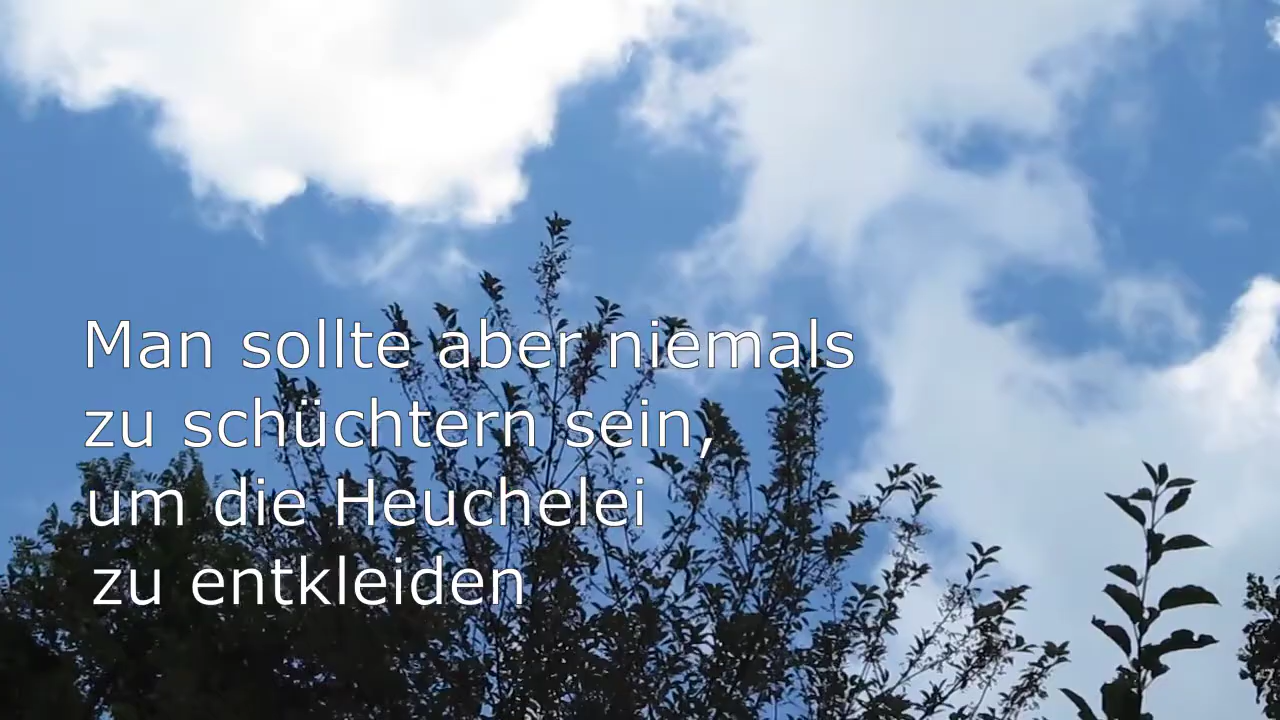 Man sollte aber niemals
zu schüchtern sein,
um die Heuchelei
zu entkleiden